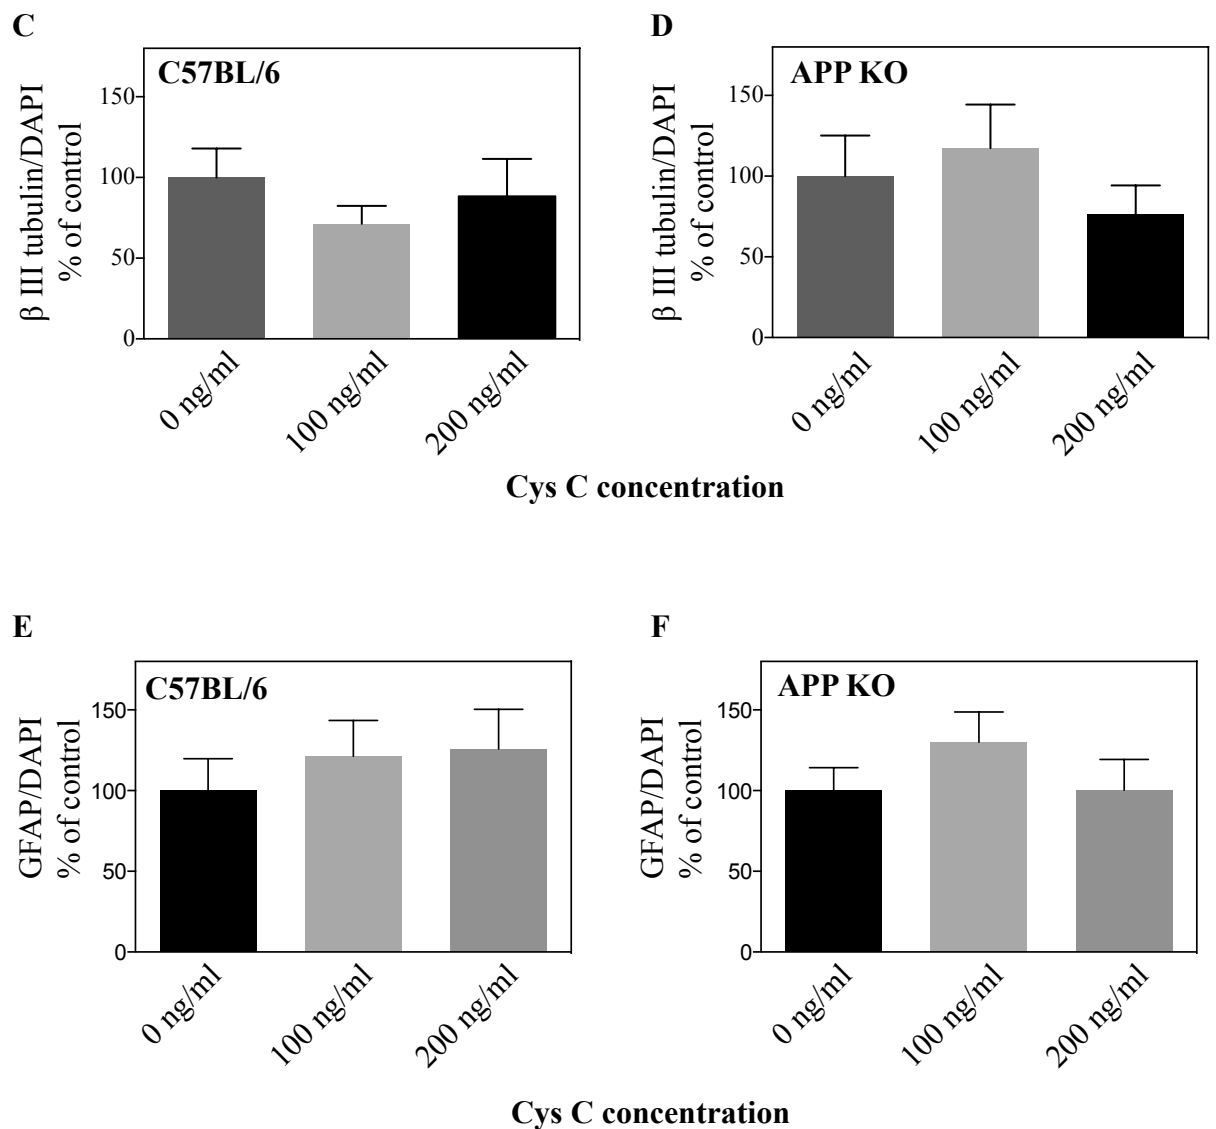 C
C57BL/6
β III tubulin/DAPI
% of control
150
100
50
0
0 ng/ml
100 ng/ml
200 ng/ml
D
APP KO
β III tubulin/DAPI
% of control
150
100
50
0
0 ng/ml
100 ng/ml
200 ng/ml
Cys C concentration
E
C57BL/6
GFAP/DAPI
% of control
150
100
50
0
0 ng/ml
100 ng/ml
200 ng/ml
F
APP KO
GFAP/DAPI
% of control
150
100
50
0
0 ng/ml
100 ng/ml
200 ng/ml
Cys C concentration